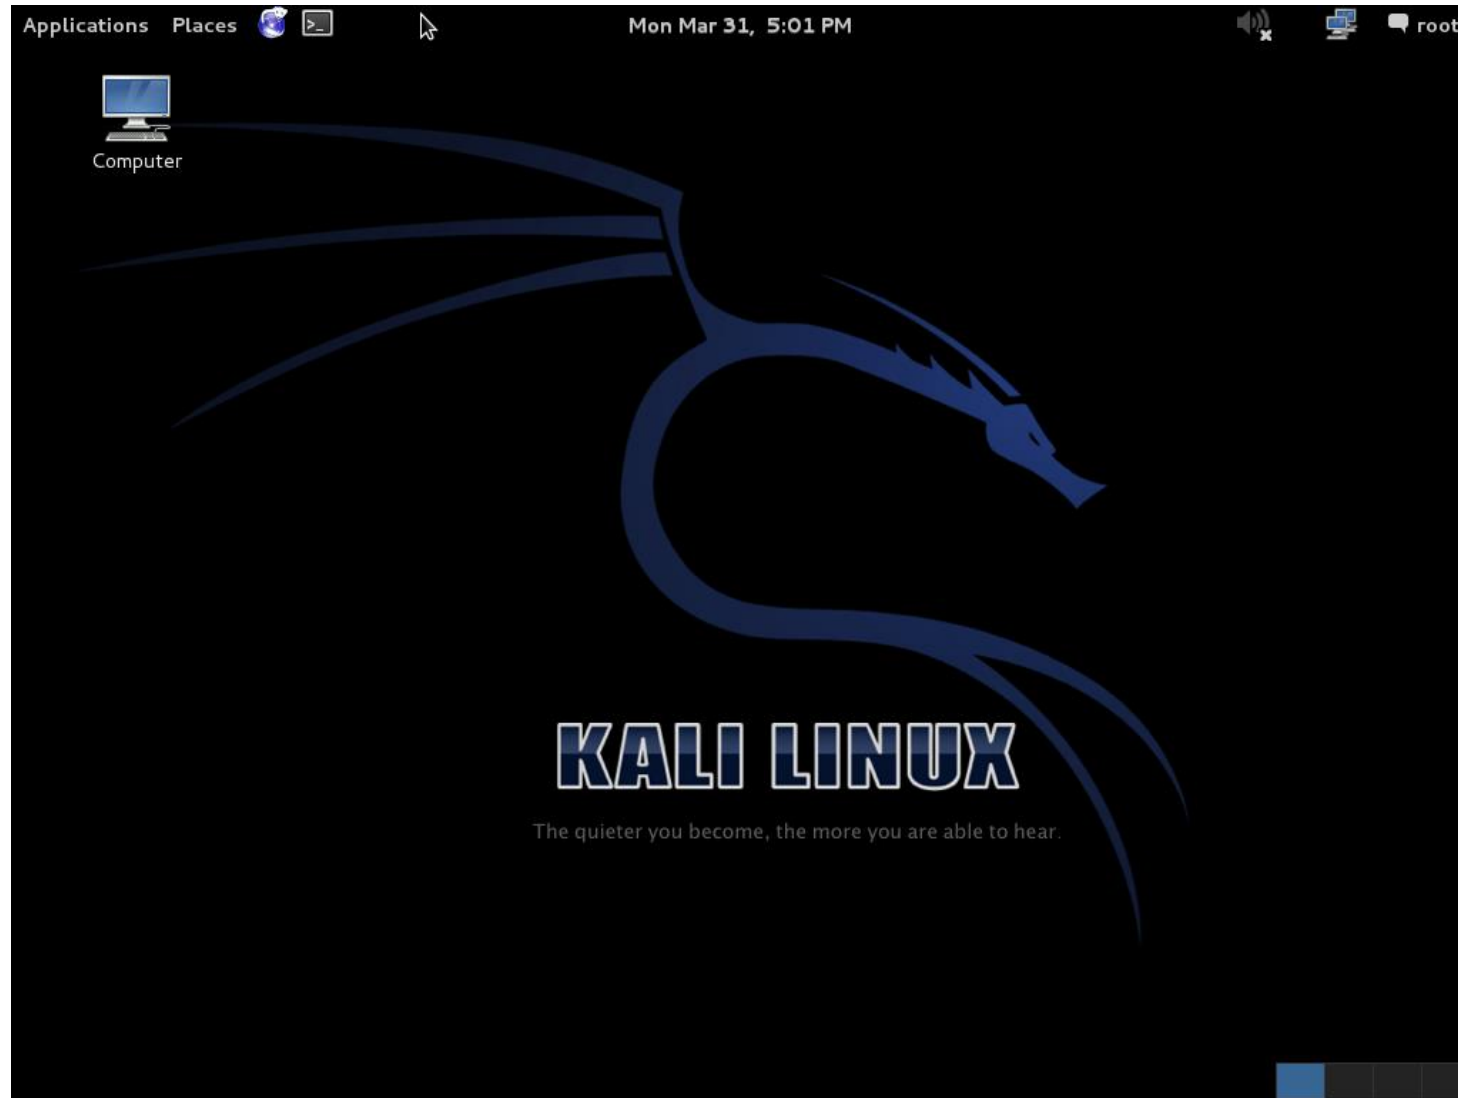 Applications Places Mon Mar 31, 5:01 PM root
Computer
KALI LINUX
The quieter you become, the more you are able to hear.